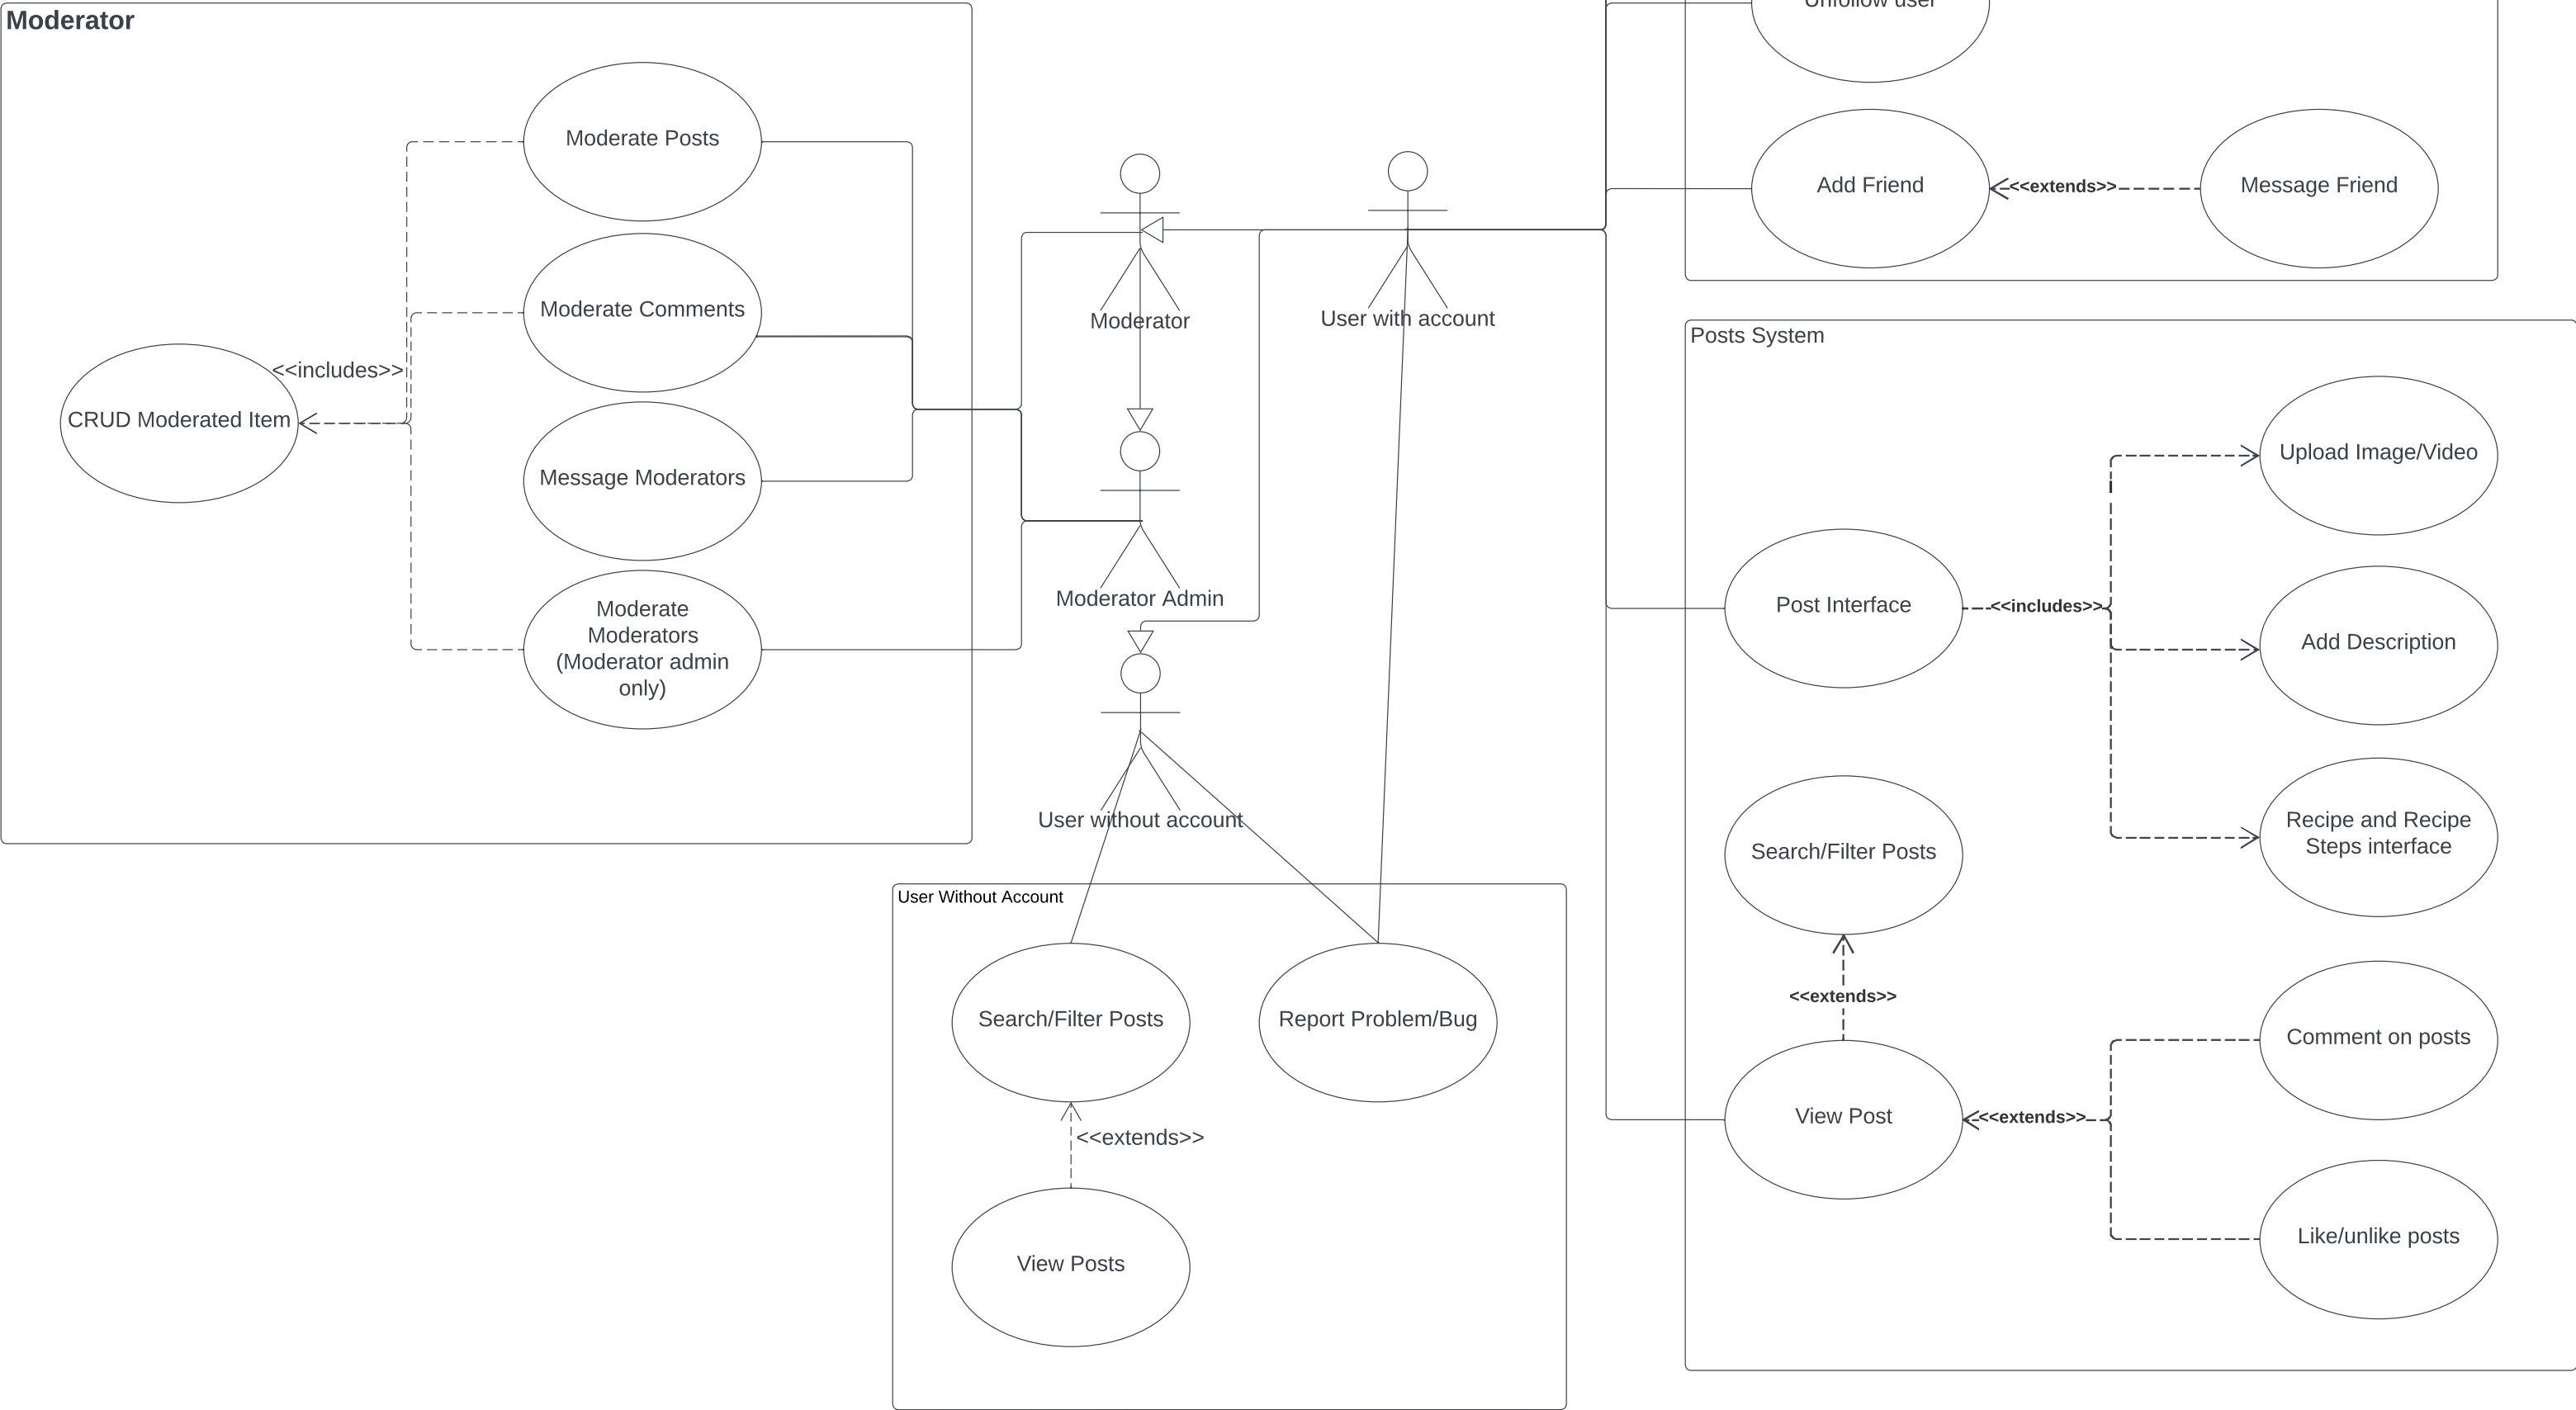 Moderator
Unfollow user
Moderate Posts
Add Friend
<<extends>>
Message Friend
Moderate Comments
Moderator
User with account
Posts System
<<includes>>
CRUD Moderated Item
Upload Image/Video
Message Moderators
Moderator Admin
Post Interface
<<includes>>
Moderate
Moderators
(Moderator admin
only)
Add Description
User without account
Search/Filter Posts
Recipe and Recipe
Steps interface
User Without Account
<<extends>>
Search/Filter Posts
Report Problem/Bug
Comment on posts
View Post
<<extends>>
<<extends>>
View Posts
Like/unlike posts